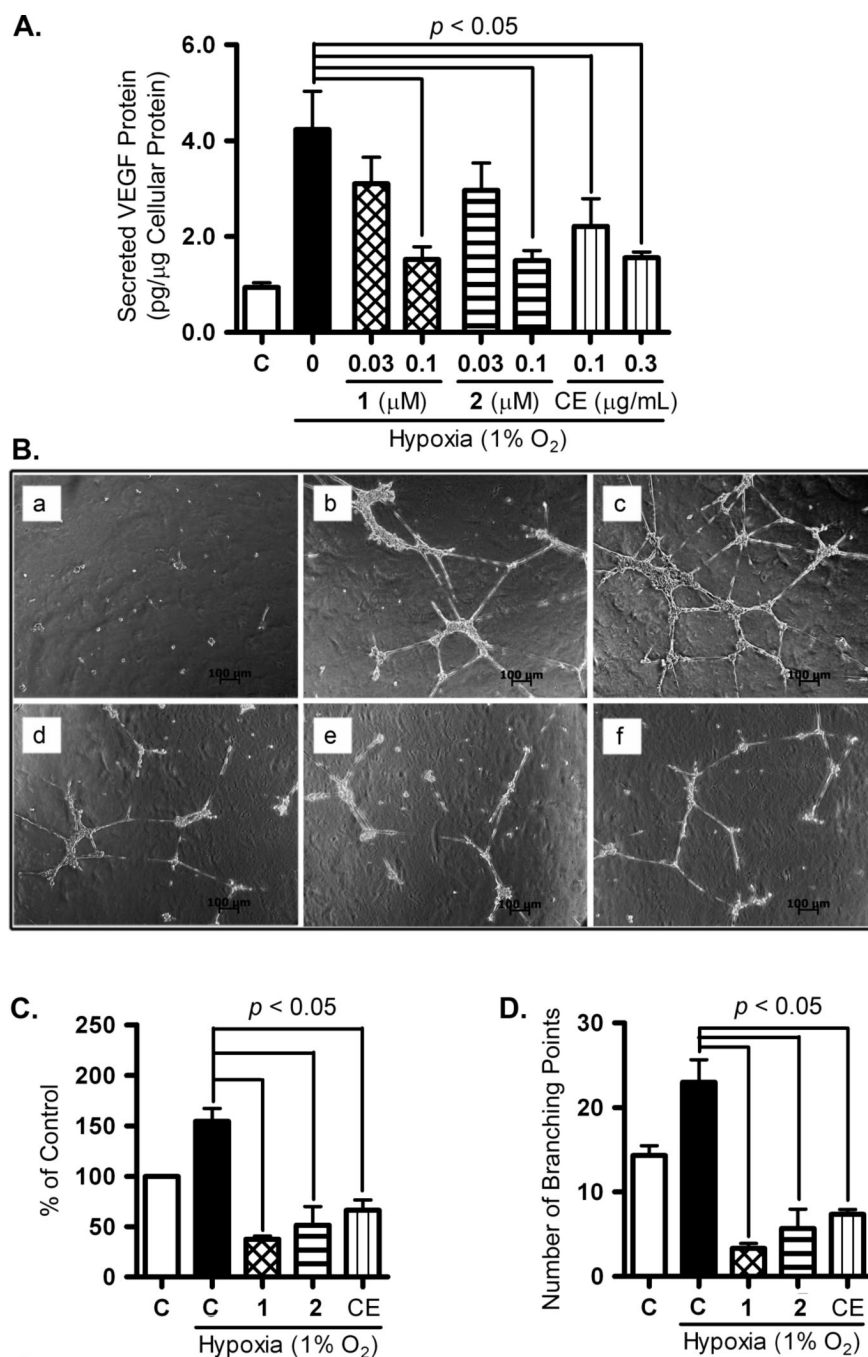 A.
p < 0.05
Secreted VEGF Protein
(pg/μg Cellular Protein)
6.0
4.0
2.0
0.0
C 0 0.03 0.1 0.03 0.1 0.1 0.3
1 (μM) 2 (μM) CE (μg/mL)
Hypoxia (1% O₂)
B.
a b c
100 μm 100 μm 100 μm
d e f
100 μm 100 μm 100 μm
C.
p < 0.05
% of Control
250
200
150
100
50
0
C C 1 2 CE
Hypoxia (1% O₂)
D.
p < 0.05
Number of Branching Points
30
20
10
0
C C 1 2 CE
Hypoxia (1% O₂)